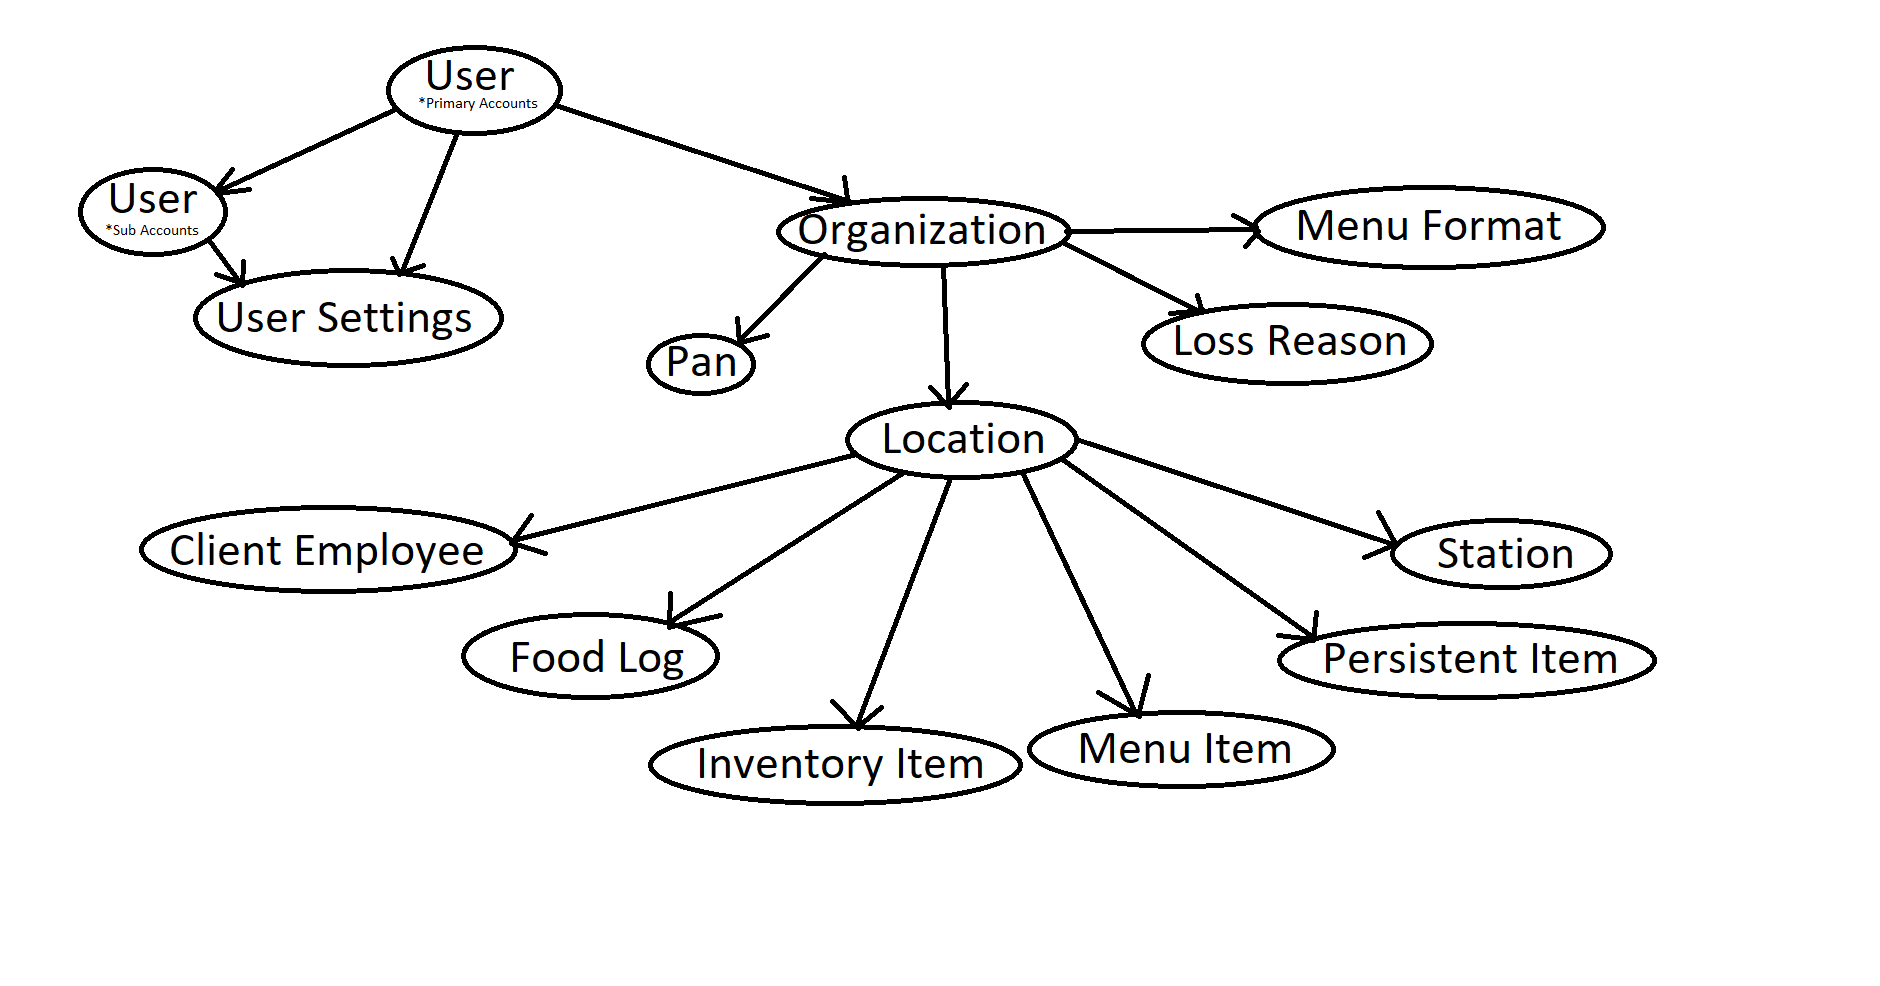 User
*Primary Accounts
User
*Sub Accounts
Organization
Menu Format
User Settings
Pan
Loss Reason
Location
Client Employee
Station
Food Log
Persistent Item
Inventory Item
Menu Item